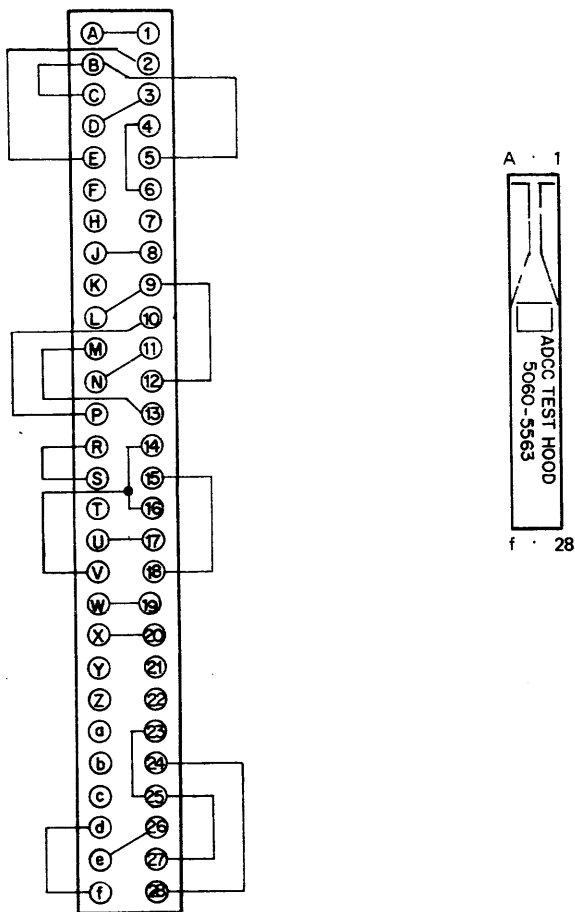 A 1
B 2
C 3
D 4
E 5
F 6
H 7
J 8
K 9
L 10
M 11
N 12
P 13
R 14
S 15
T 16
U 17
V 18
W 19
X 20
Y 21
Z 22
a 23
b 24
c 25
d 26
e 27
f 28
A · 1
ADCC TEST HOOD
5060-5563
f · 28